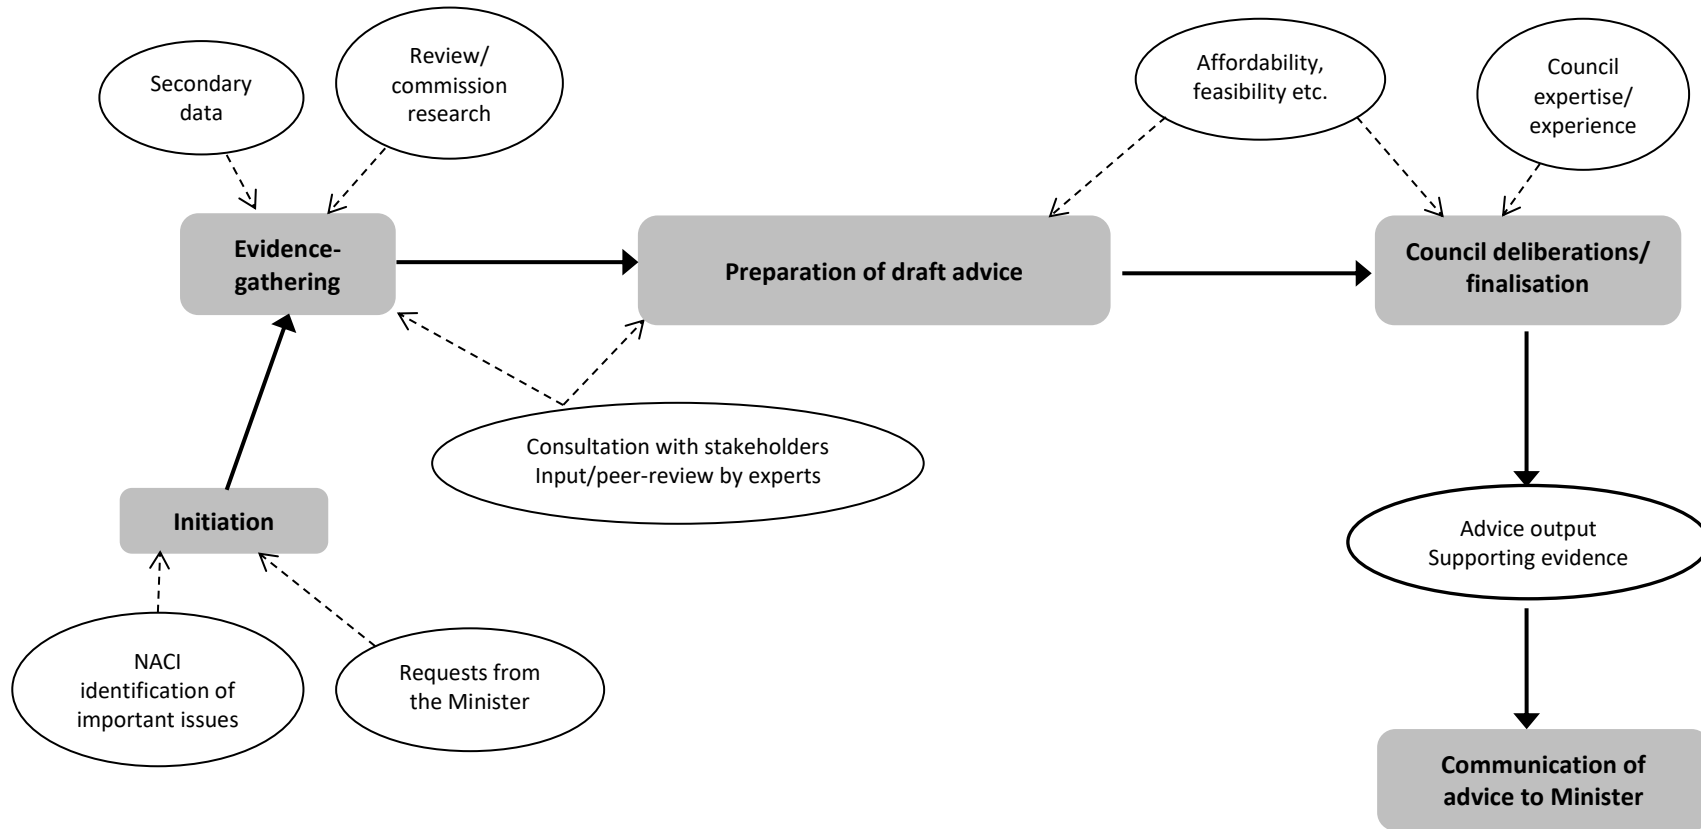 Secondary
data
Review/
commission
research
Affordability,
feasibility etc.
Council
expertise/
experience
Evidence-
gathering
Preparation of draft advice
Council deliberations/
finalisation
Consultation with stakeholders
Input/peer-review by experts
Initiation
Advice output
Supporting evidence
NACI
identification of
important issues
Requests from
the Minister
Communication of
advice to Minister